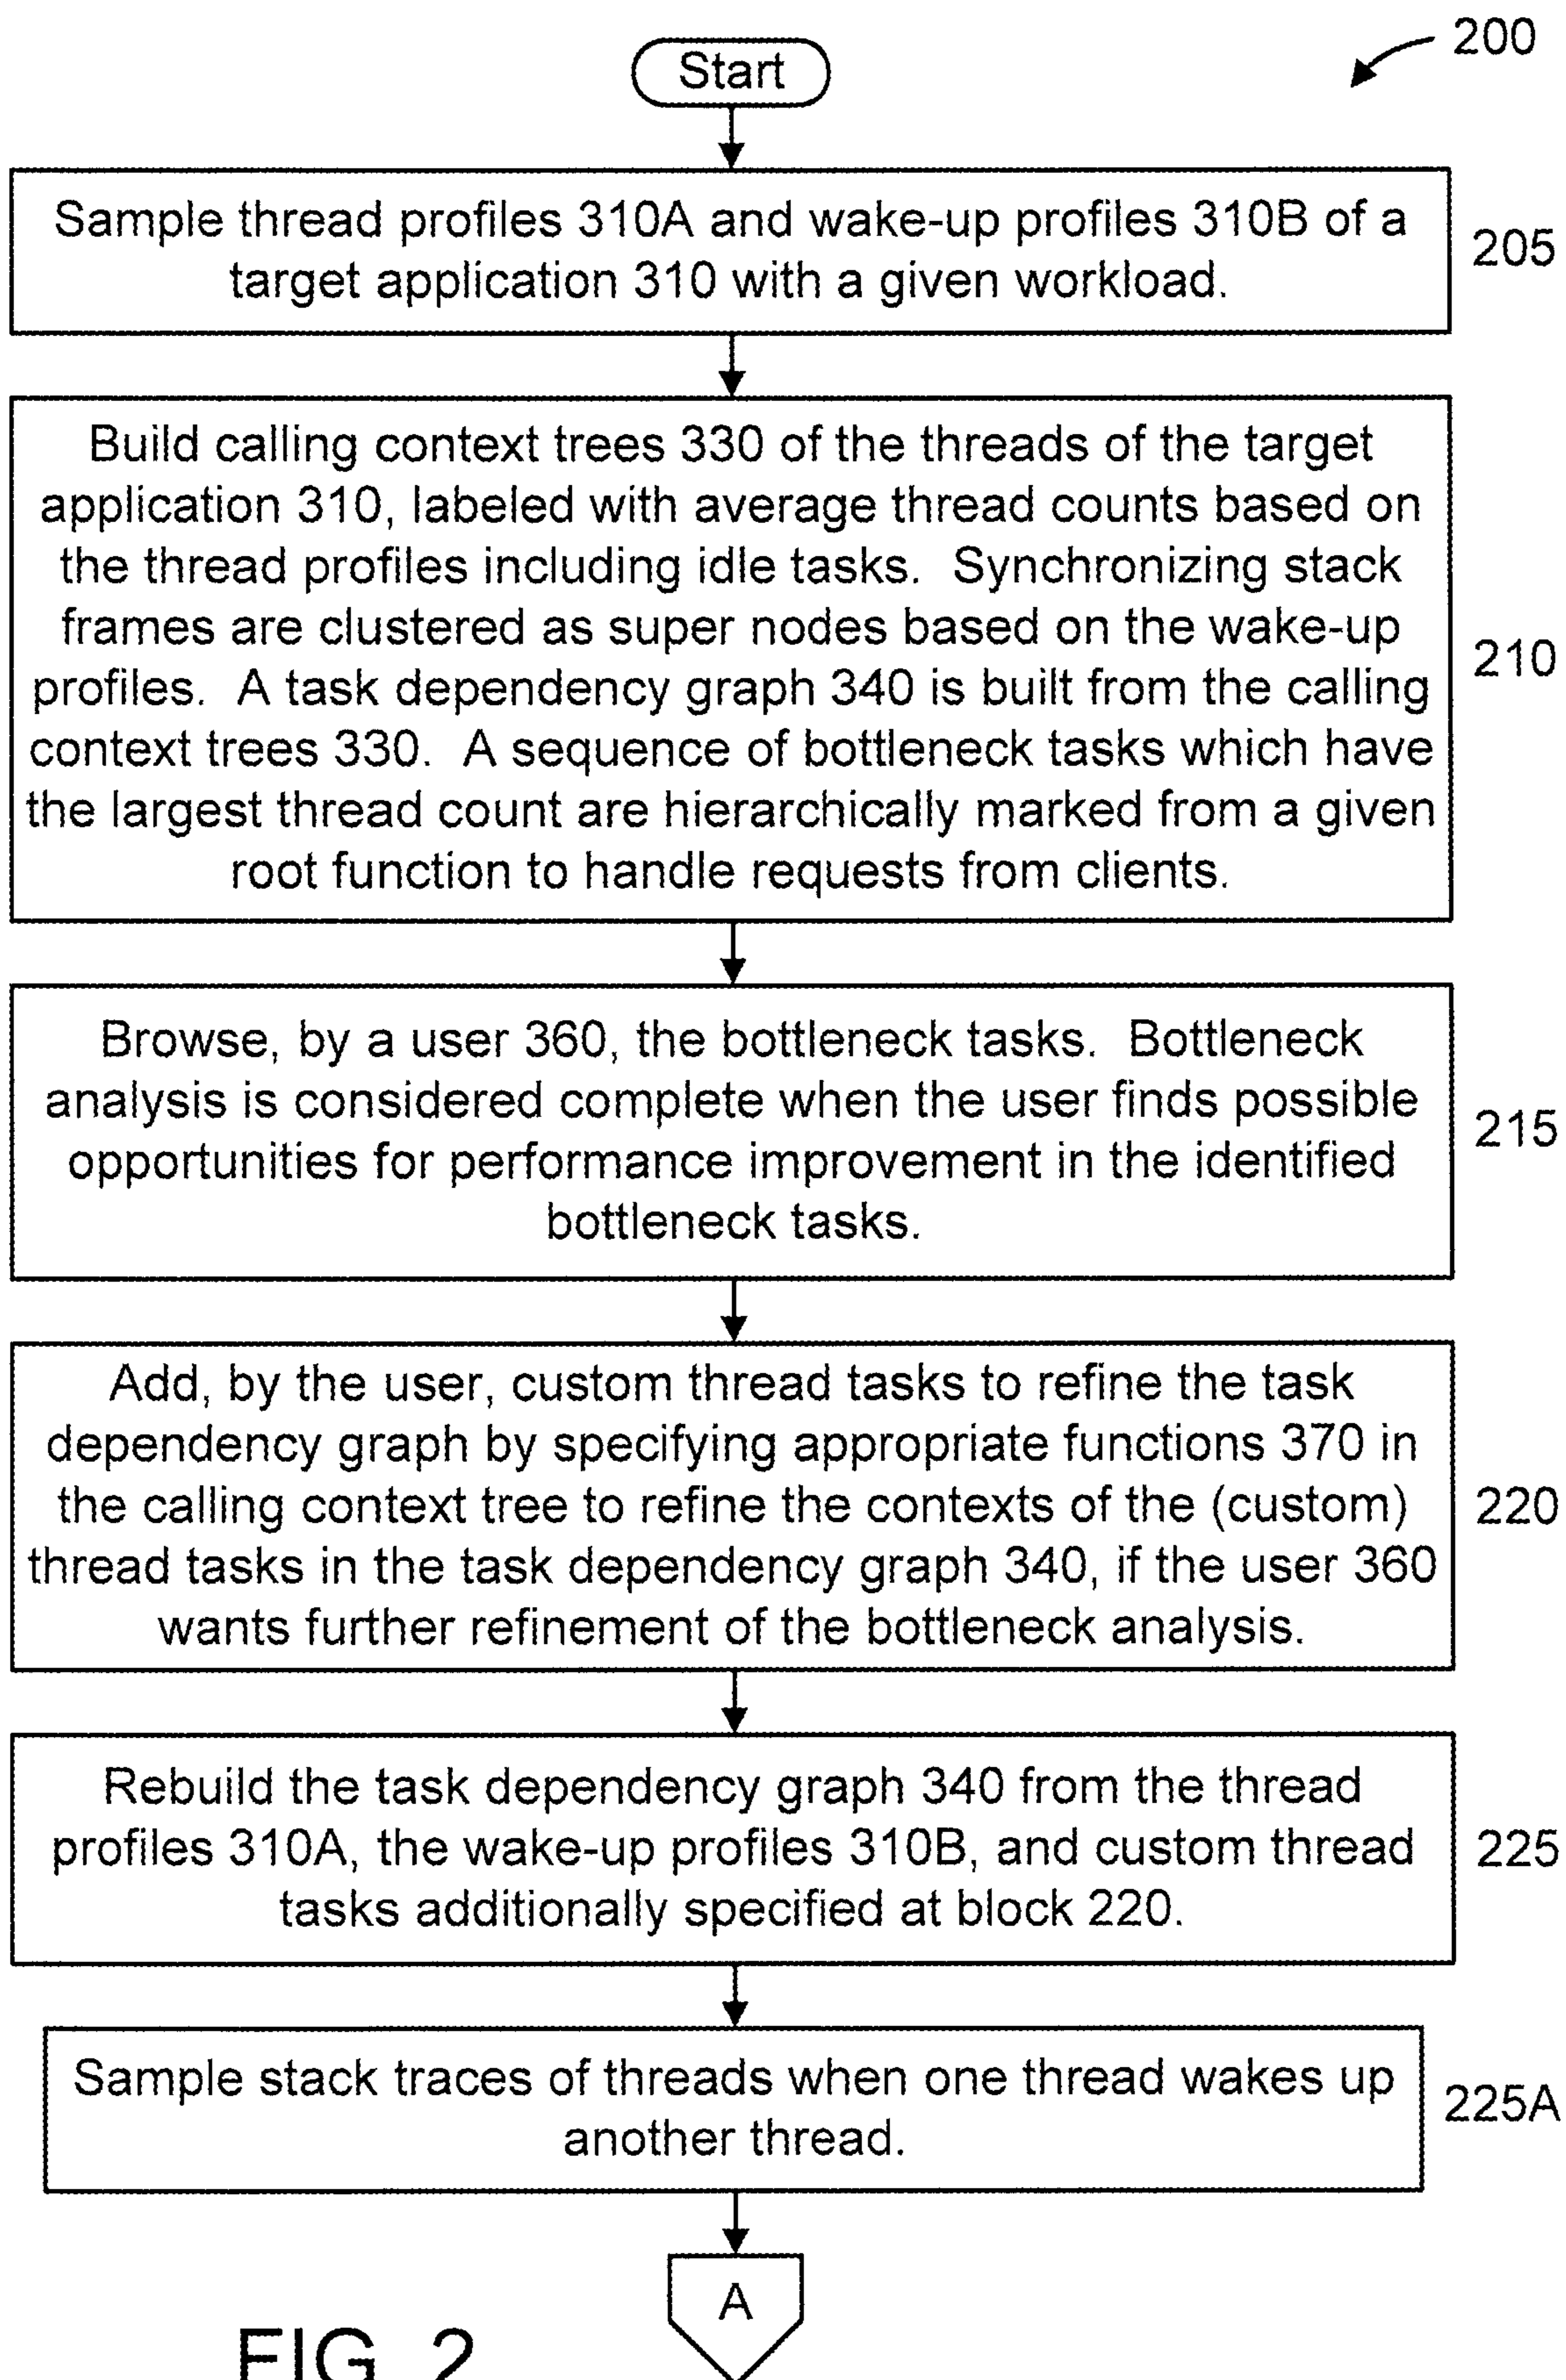 200
Start
Sample thread profiles 310A and wake-up profiles 310B of a
target application 310 with a given workload.
205
Build calling context trees 330 of the threads of the target
application 310, labeled with average thread counts based on
the thread profiles including idle tasks.  Synchronizing stack
frames are clustered as super nodes based on the wake-up
profiles.  A task dependency graph 340 is built from the calling
context trees 330.  A sequence of bottleneck tasks which have
the largest thread count are hierarchically marked from a given
root function to handle requests from clients.
210
Browse, by a user 360, the bottleneck tasks.  Bottleneck
analysis is considered complete when the user finds possible
opportunities for performance improvement in the identified
bottleneck tasks.
215
Add, by the user, custom thread tasks to refine the task
dependency graph by specifying appropriate functions 370 in
the calling context tree to refine the contexts of the (custom)
thread tasks in the task dependency graph 340, if the user 360
wants further refinement of the bottleneck analysis.
220
Rebuild the task dependency graph 340 from the thread
profiles 310A, the wake-up profiles 310B, and custom thread
tasks additionally specified at block 220.
225
Sample stack traces of threads when one thread wakes up
another thread.
225A
A
FIG. 2